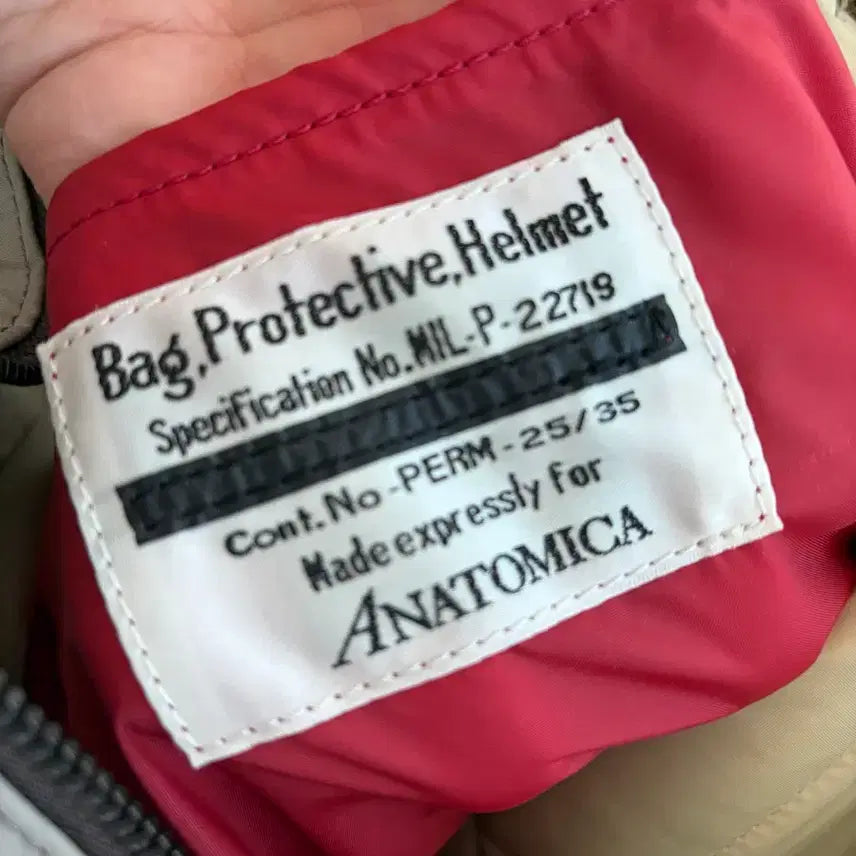 Bag,Protective,Helmet
Specification No.MIL-P-22719
Cont.No-PERM-25/35
Made expressly for
ANATOMICA